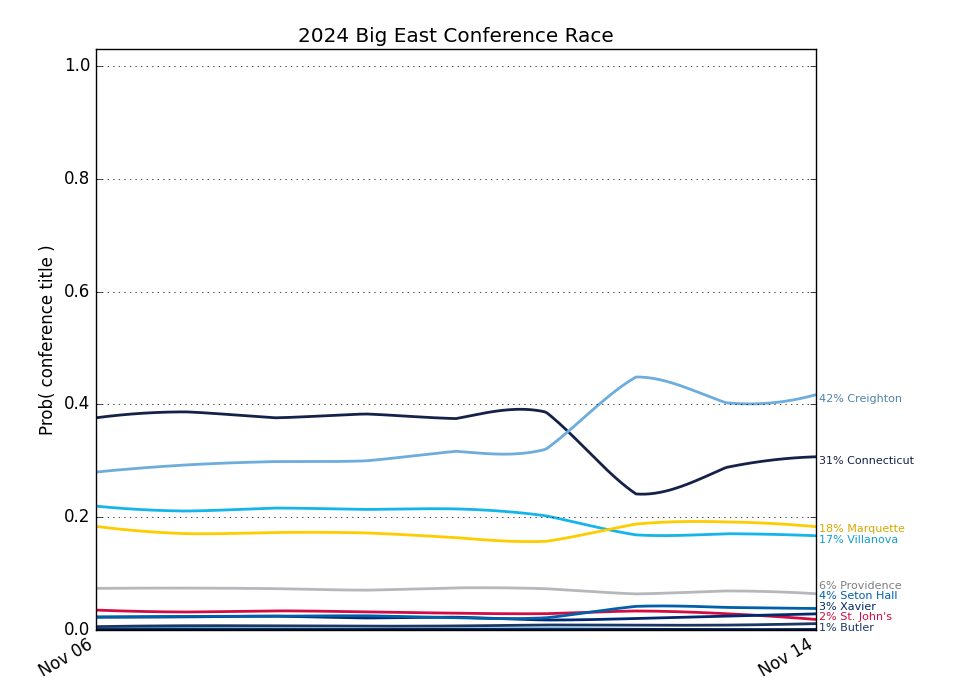 2024 Big East Conference Race
Prob( conference title )
1.0
0.8
0.6
0.4
0.2
0.0
Nov 06
Nov 14
42% Creighton
31% Connecticut
18% Marquette
17% Villanova
6% Providence
4% Seton Hall
3% Xavier
2% St. John's
1% Butler